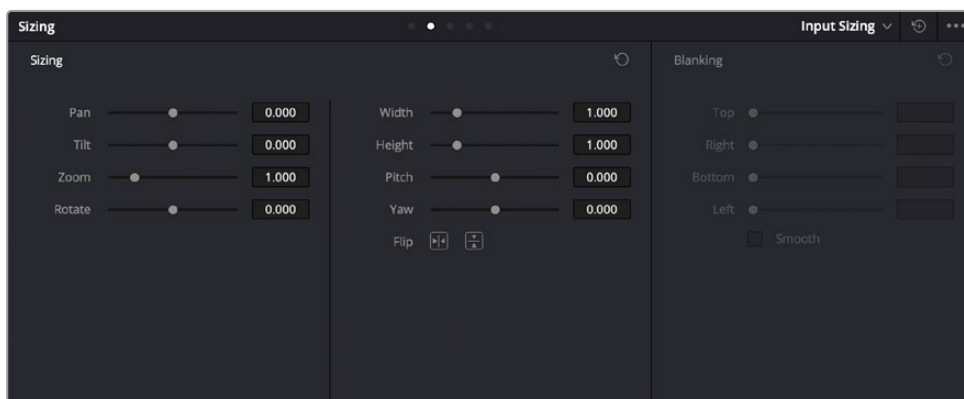 Sizing
Input Sizing
Sizing
Pan 0.000
Tilt 0.000
Zoom 1.000
Rotate 0.000
Width 1.000
Height 1.000
Pitch 0.000
Yaw 0.000
Flip
Blanking
Top
Right
Bottom
Left
Smooth